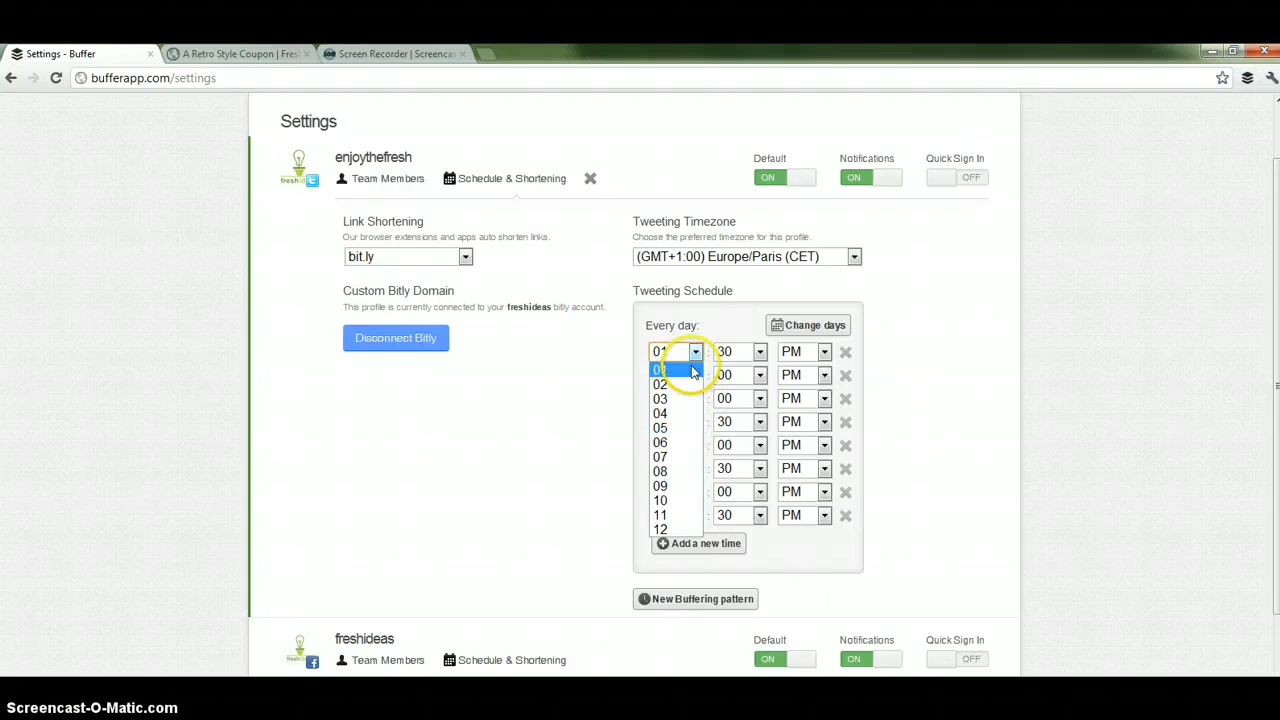 Settings - Buffer
A Retro Style Coupon | Fres
Screen Recorder | Screencas
bufferapp.com/settings
Settings
enjoythefresh
Team Members Schedule & Shortening
Default Notifications Quick Sign In
ON ON OFF
Link Shortening
Our browser extensions and apps auto shorten links.
bit.ly
Custom Bitly Domain
This profile is currently connected to your freshideas bitly account.
Disconnect Bitly
Tweeting Timezone
Choose the preferred timezone for this profile.
(GMT+1:00) Europe/Paris (CET)
Tweeting Schedule
Every day: Change days
01 : 30 PM
: 00 PM
: 00 PM
: 30 PM
: 00 PM
: 30 PM
: 00 PM
: 30 PM
01
02
03
04
05
06
07
08
09
10
11
12
Add a new time
New Buffering pattern
freshideas
Team Members Schedule & Shortening
Default Notifications Quick Sign In
ON ON OFF
Screencast-O-Matic.com